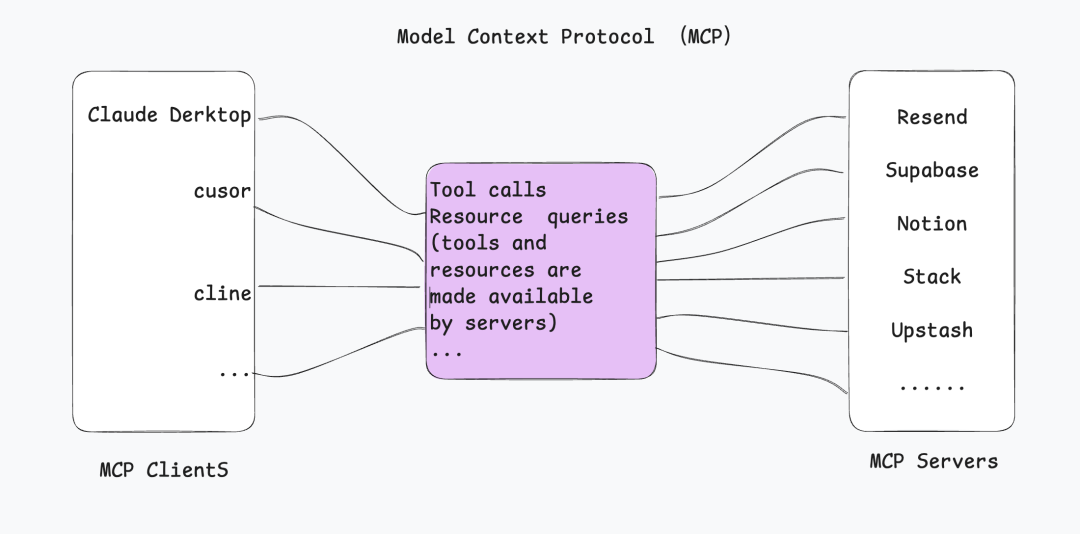 Model Context Protocol (MCP)
Claude Derktop
cusor
cline
...
MCP ClientS
Tool calls
Resource queries
(tools and
resources are
made available
by servers)
...
Resend
Supabase
Notion
Stack
Upstash
......
MCP Servers